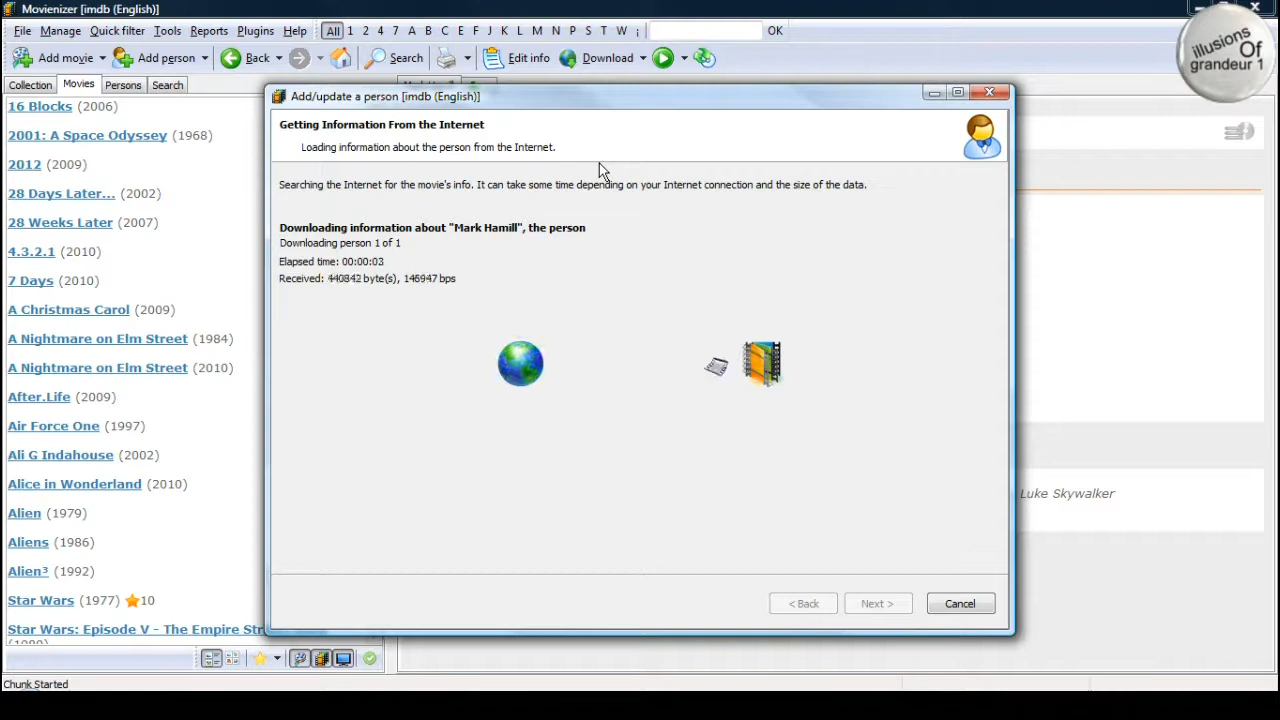 Movienizer [imdb (English)]
File Manage Quick filter Tools Reports Plugins Help All 1 2 4 7 A B C E F J K L M N P S T W ¡ OK
Add movie Add person Back Search Edit info Download
Collection Movies Persons Search
16 Blocks (2006)
2001: A Space Odyssey (1968)
2012 (2009)
28 Days Later... (2002)
28 Weeks Later (2007)
4.3.2.1 (2010)
7 Days (2010)
A Christmas Carol (2009)
A Nightmare on Elm Street (1984)
A Nightmare on Elm Street (2010)
After.Life (2009)
Air Force One (1997)
Ali G Indahouse (2002)
Alice in Wonderland (2010)
Alien (1979)
Aliens (1986)
Alien³ (1992)
Star Wars (1977) 10
Star Wars: Episode V - The Empire Str
Add/update a person [imdb (English)]
Getting Information From the Internet
Loading information about the person from the Internet.
Searching the Internet for the movie's info. It can take some time depending on your Internet connection and the size of the data.
Downloading information about "Mark Hamill", the person
Downloading person 1 of 1
Elapsed time: 00:00:03
Received: 440842 byte(s), 146947 bps
< Back Next > Cancel
Luke Skywalker
Chunk Started
illusions
Of
grandeur 1